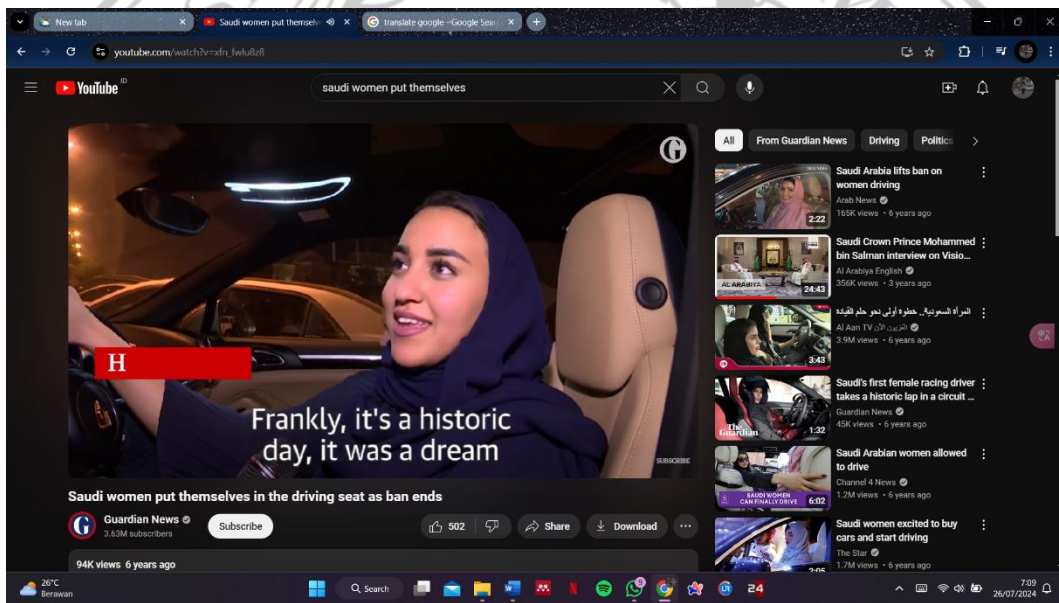 New tab
Saudi women put themselv
translate google - Google Sear
youtube.com/watch?v=xfn_fwlu8z8
YouTube ID
saudi women put themselves
H
Frankly, it's a historic
day, it was a dream
SUBSCRIBE
Saudi women put themselves in the driving seat as ban ends
Guardian News
3.63M subscribers
Subscribe
502
Share
Download
94K views 6 years ago
All
From Guardian News
Driving
Politics
Saudi Arabia lifts ban on
women driving
Arab News
165K views • 6 years ago
2:22
Saudi Crown Prince Mohammed
bin Salman interview on Visio...
Al Arabiya English
356K views • 3 years ago
AL ARABIYA
24:43
المرأة السعودية.. خطوة أولى نحو حلم القيادة
Al Aan TV
3.9M views • 6 years ago
3:43
Saudi's first female racing driver
takes a historic lap in a circuit ...
Guardian News
45K views • 6 years ago
The Guardian
1:32
Saudi Arabian women allowed
to drive
Channel 4 News
1.2M views • 6 years ago
SAUDI WOMEN
CAN FINALLY DRIVE
6:02
Saudi women excited to buy
cars and start driving
The Star
1.7M views • 6 years ago
2:05
26°C
Berawan
Search
9
24
7:09
26/07/2024